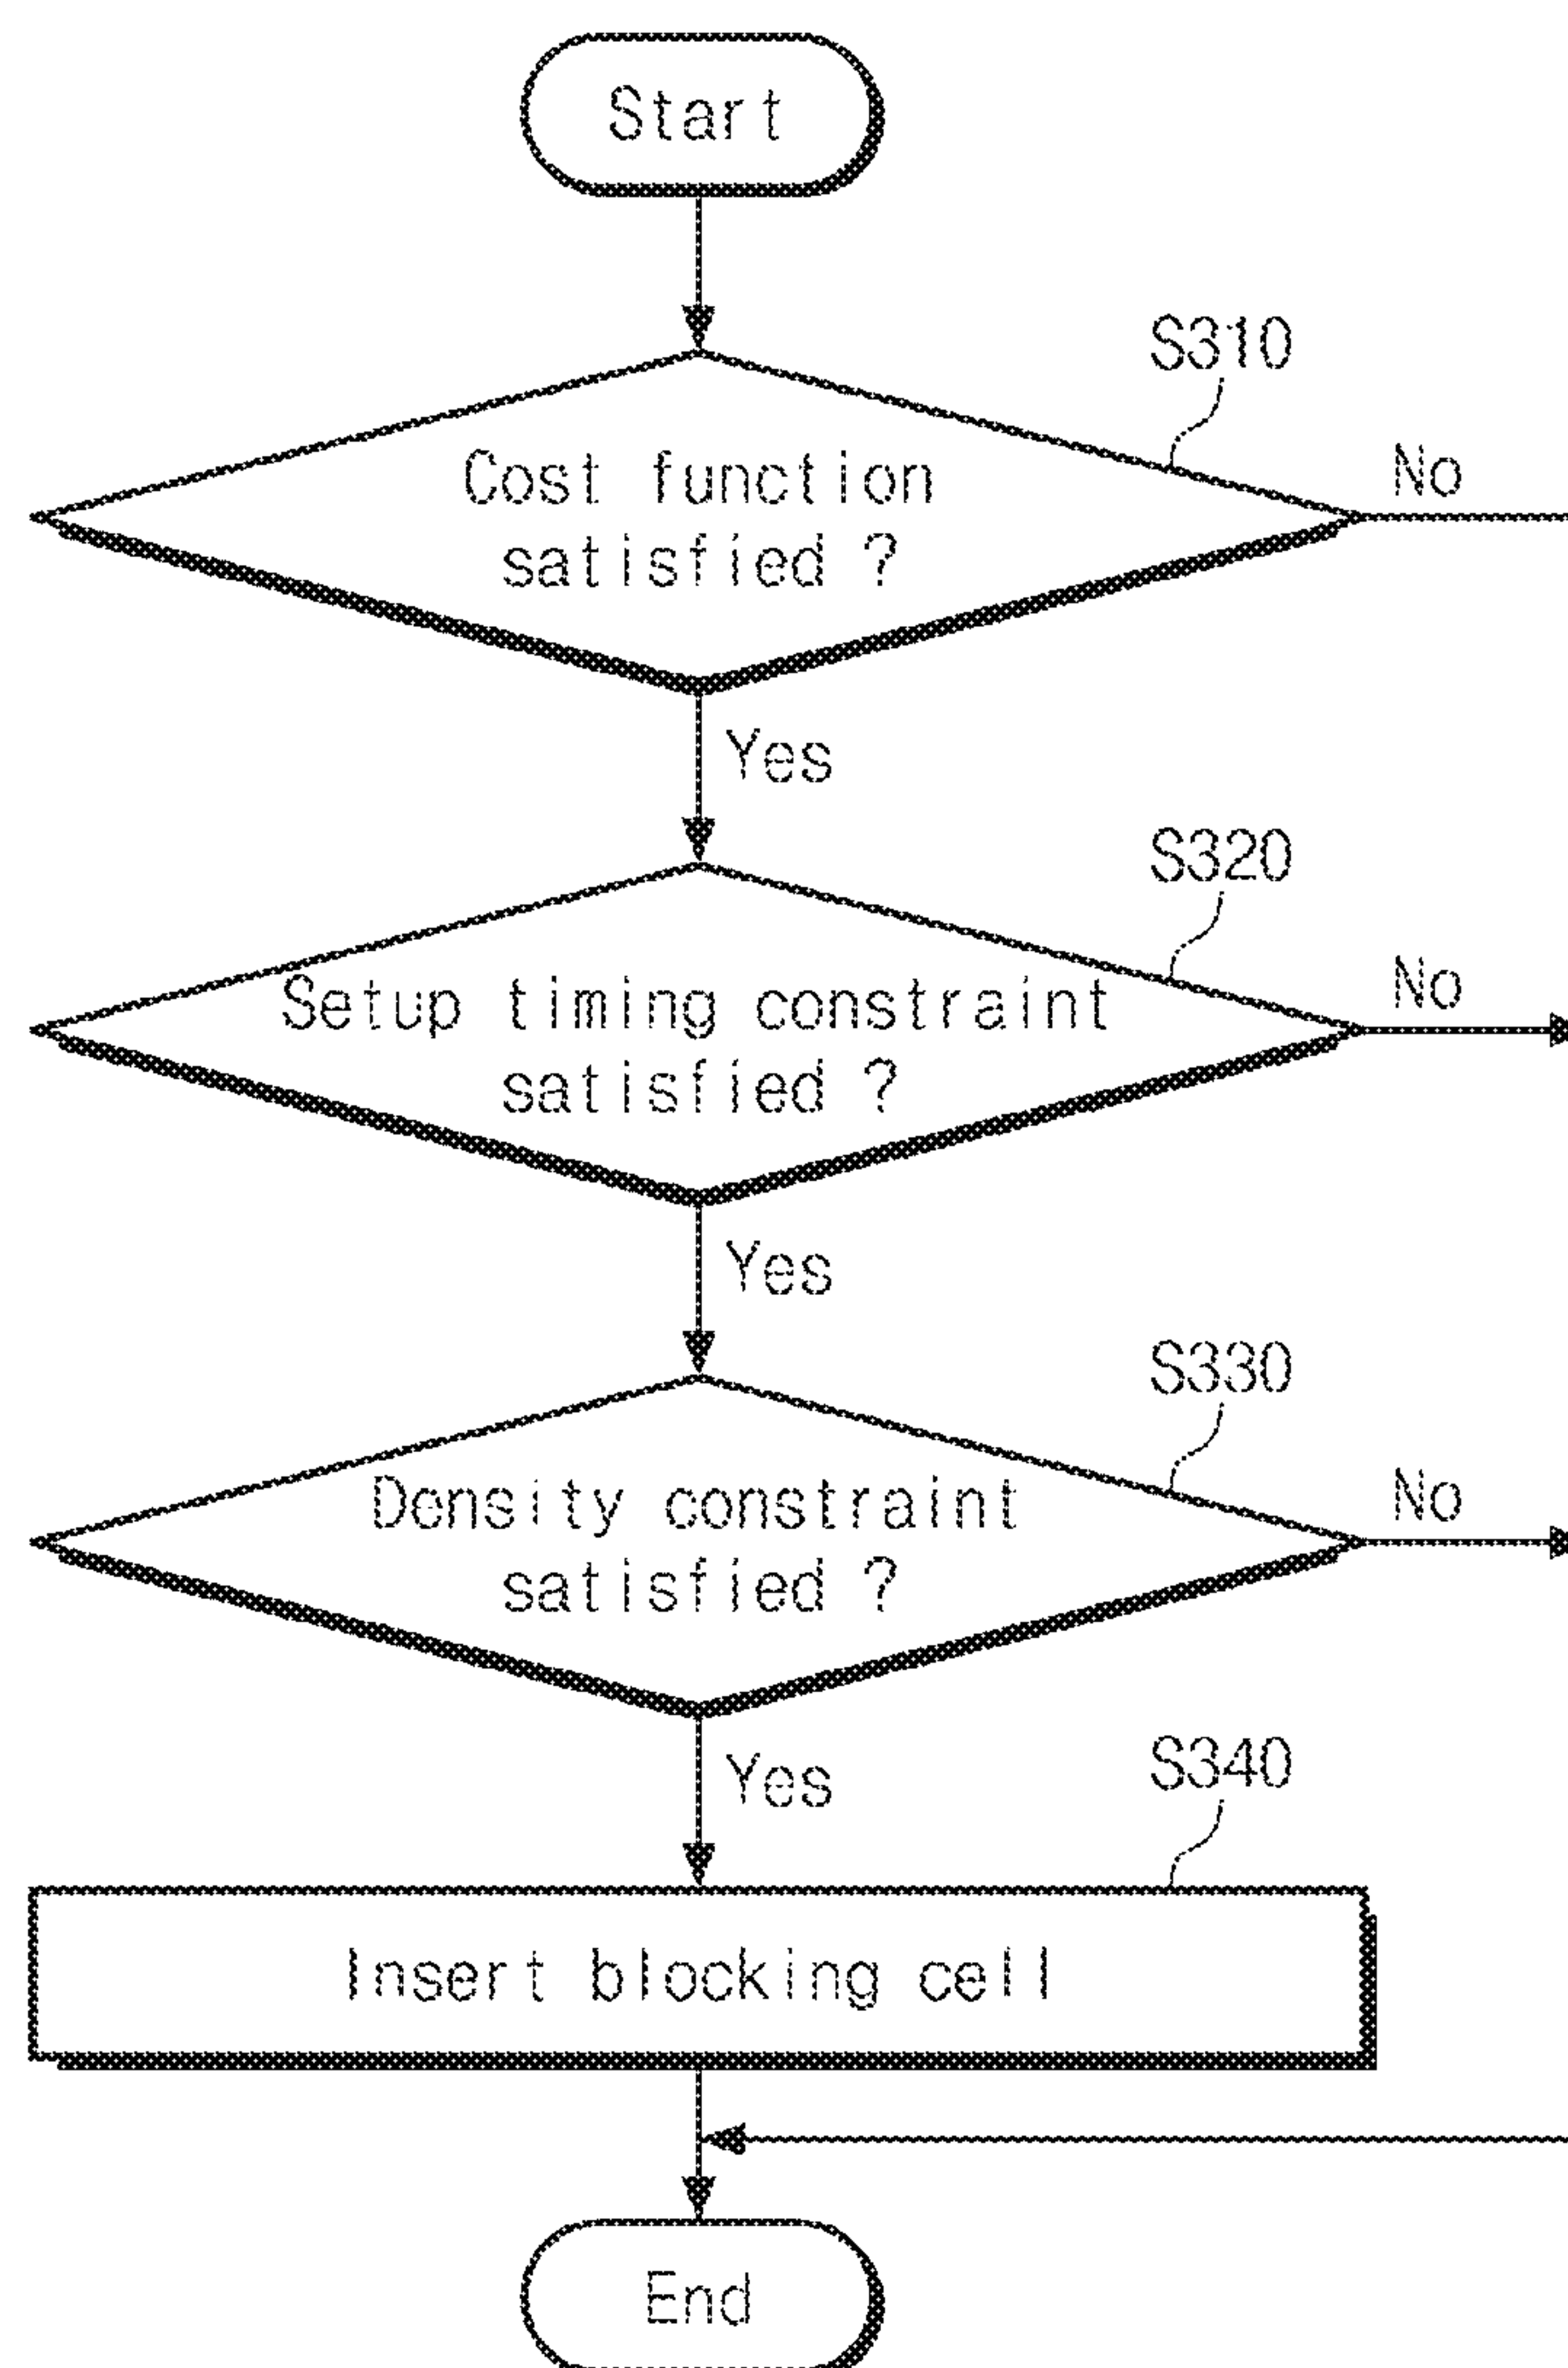 Start
S310
Cost function
satisfied ?
No
Yes
S320
Setup timing constraint
satisfied ?
No
Yes
S330
Density constraint
satisfied ?
No
Yes
S340
Insert blocking cell
End